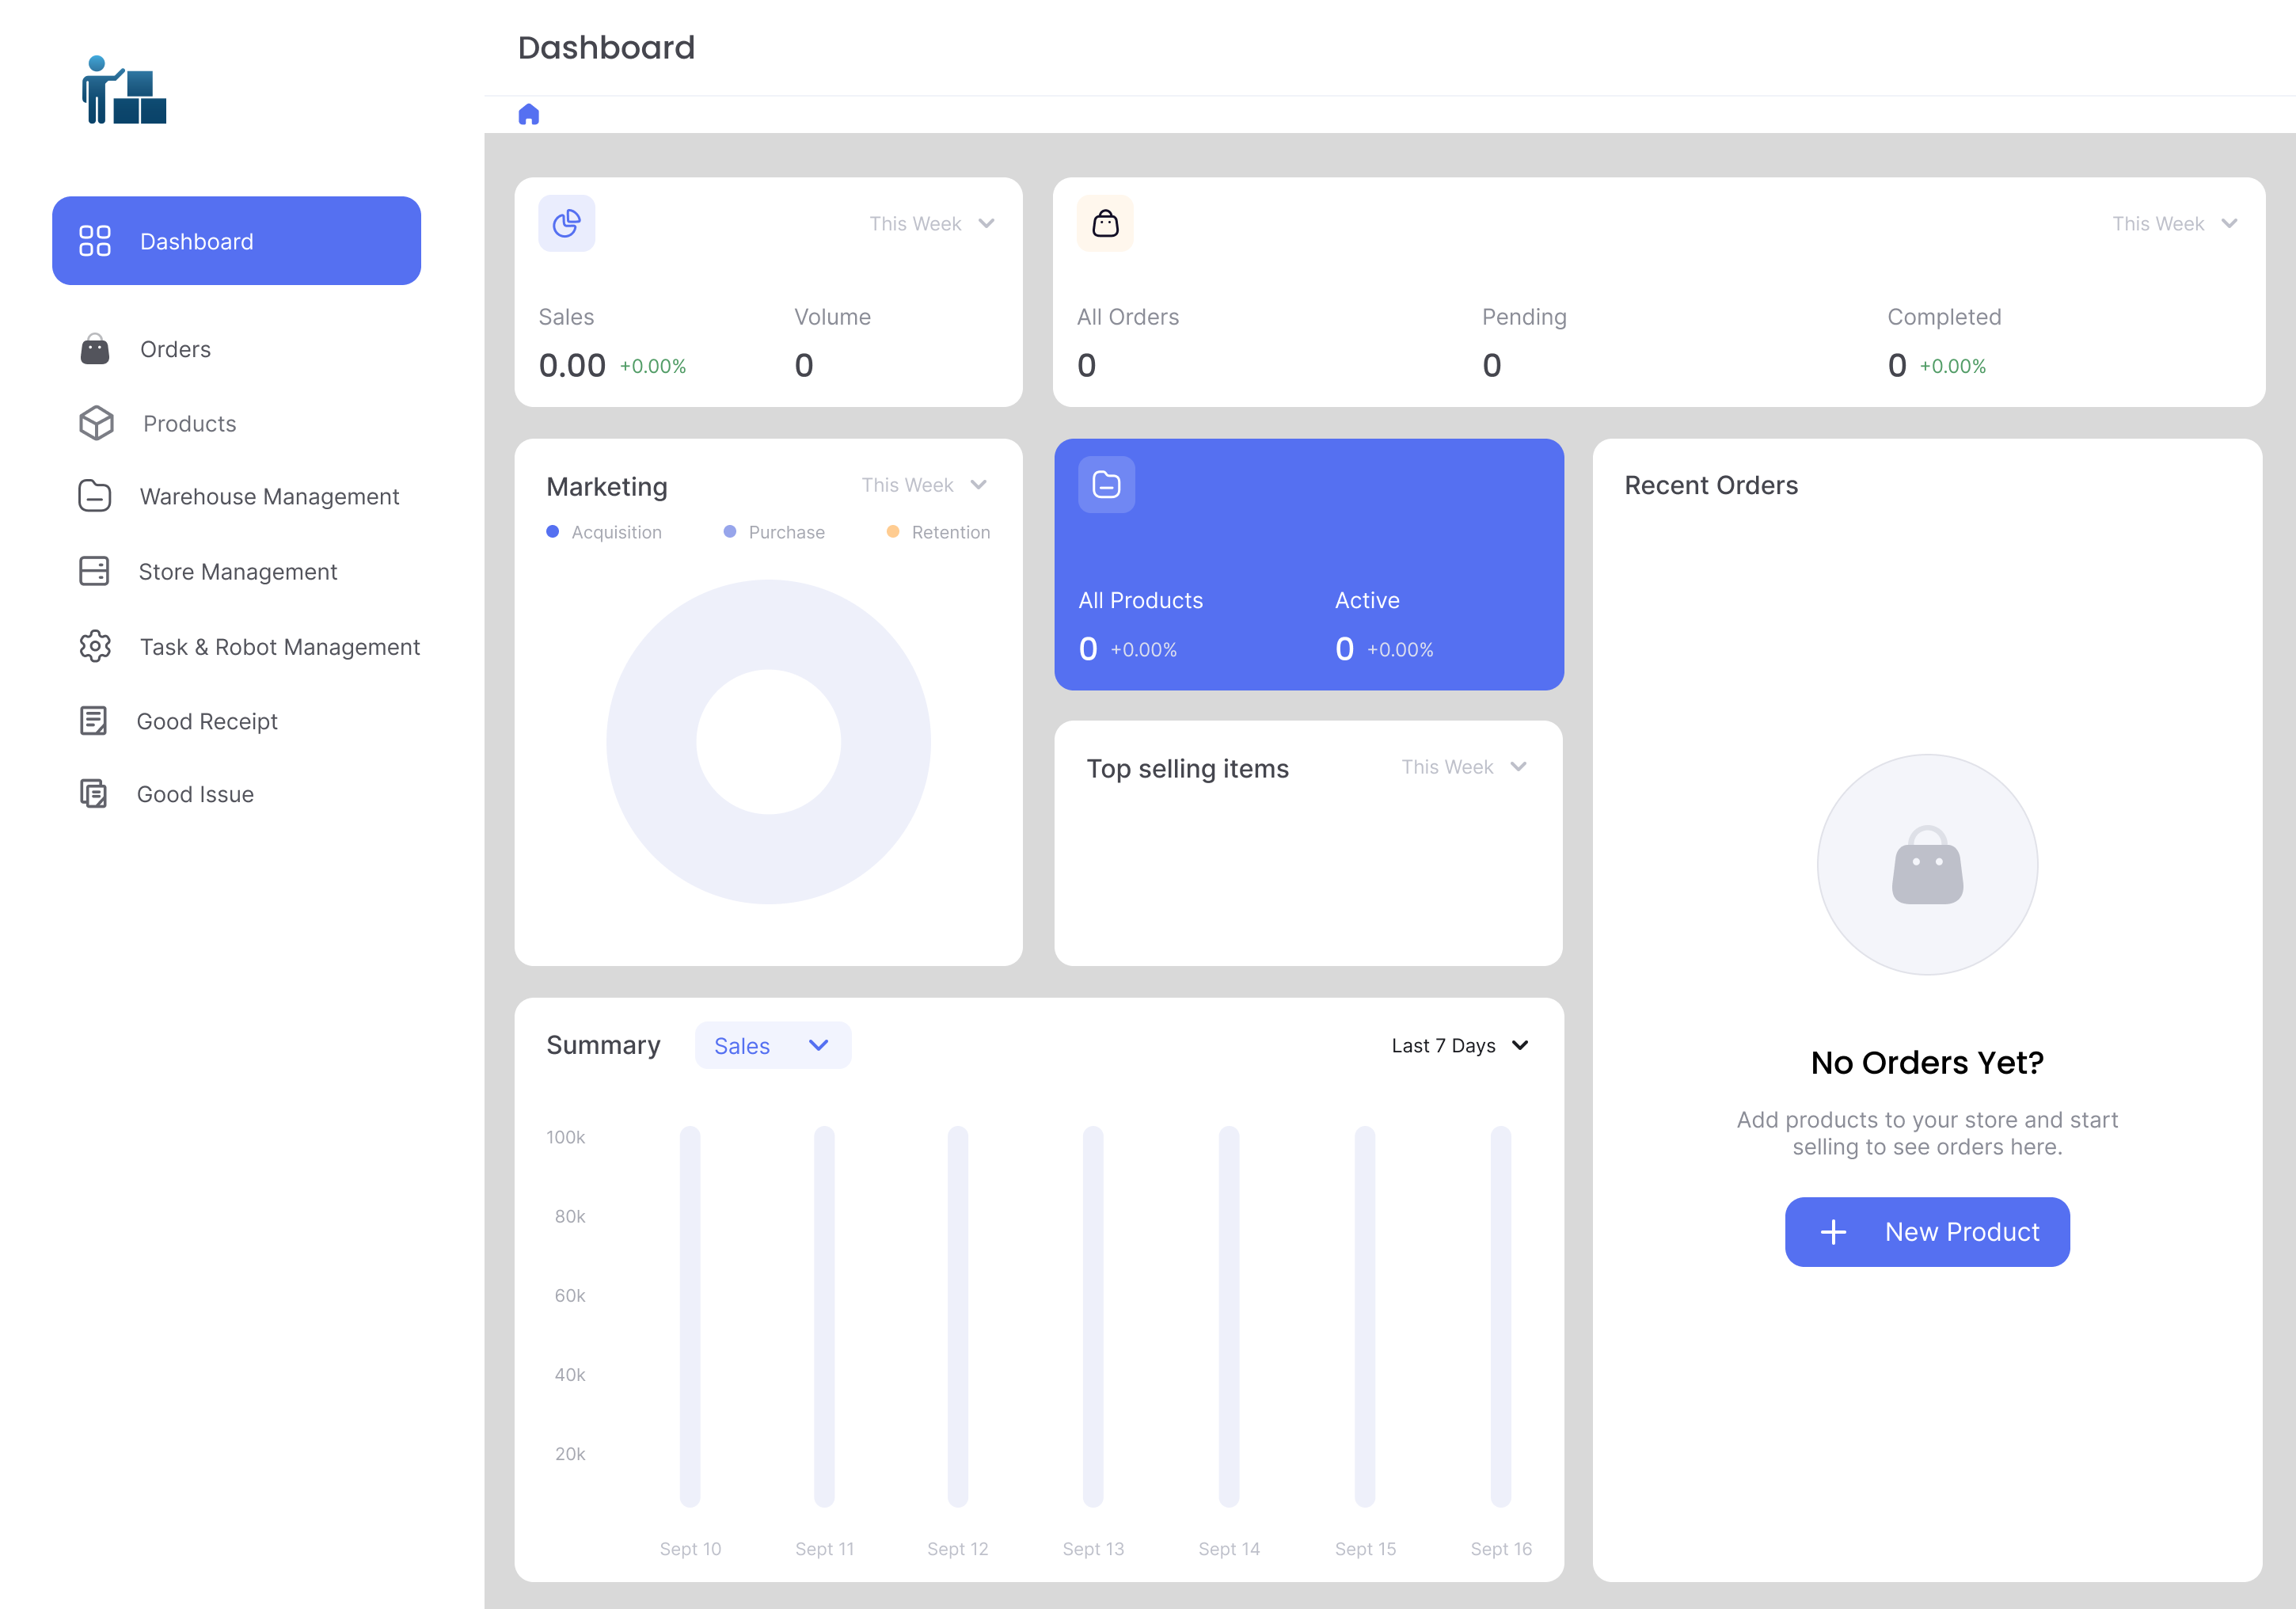 Dashboard
Dashboard
Orders
Products
Warehouse Management
Store Management
Task & Robot Management
Good Receipt
Good Issue
This Week
Sales
Volume
0.00 +0.00%
0
This Week
All Orders
Pending
Completed
0
0
0 +0.00%
Marketing
This Week
Acquisition
Purchase
Retention
All Products
Active
0 +0.00%
0 +0.00%
Top selling items
This Week
Recent Orders
No Orders Yet?
Add products to your store and start
selling to see orders here.
New Product
Summary
Sales
Last 7 Days
100k
80k
60k
40k
20k
Sept 10
Sept 11
Sept 12
Sept 13
Sept 14
Sept 15
Sept 16